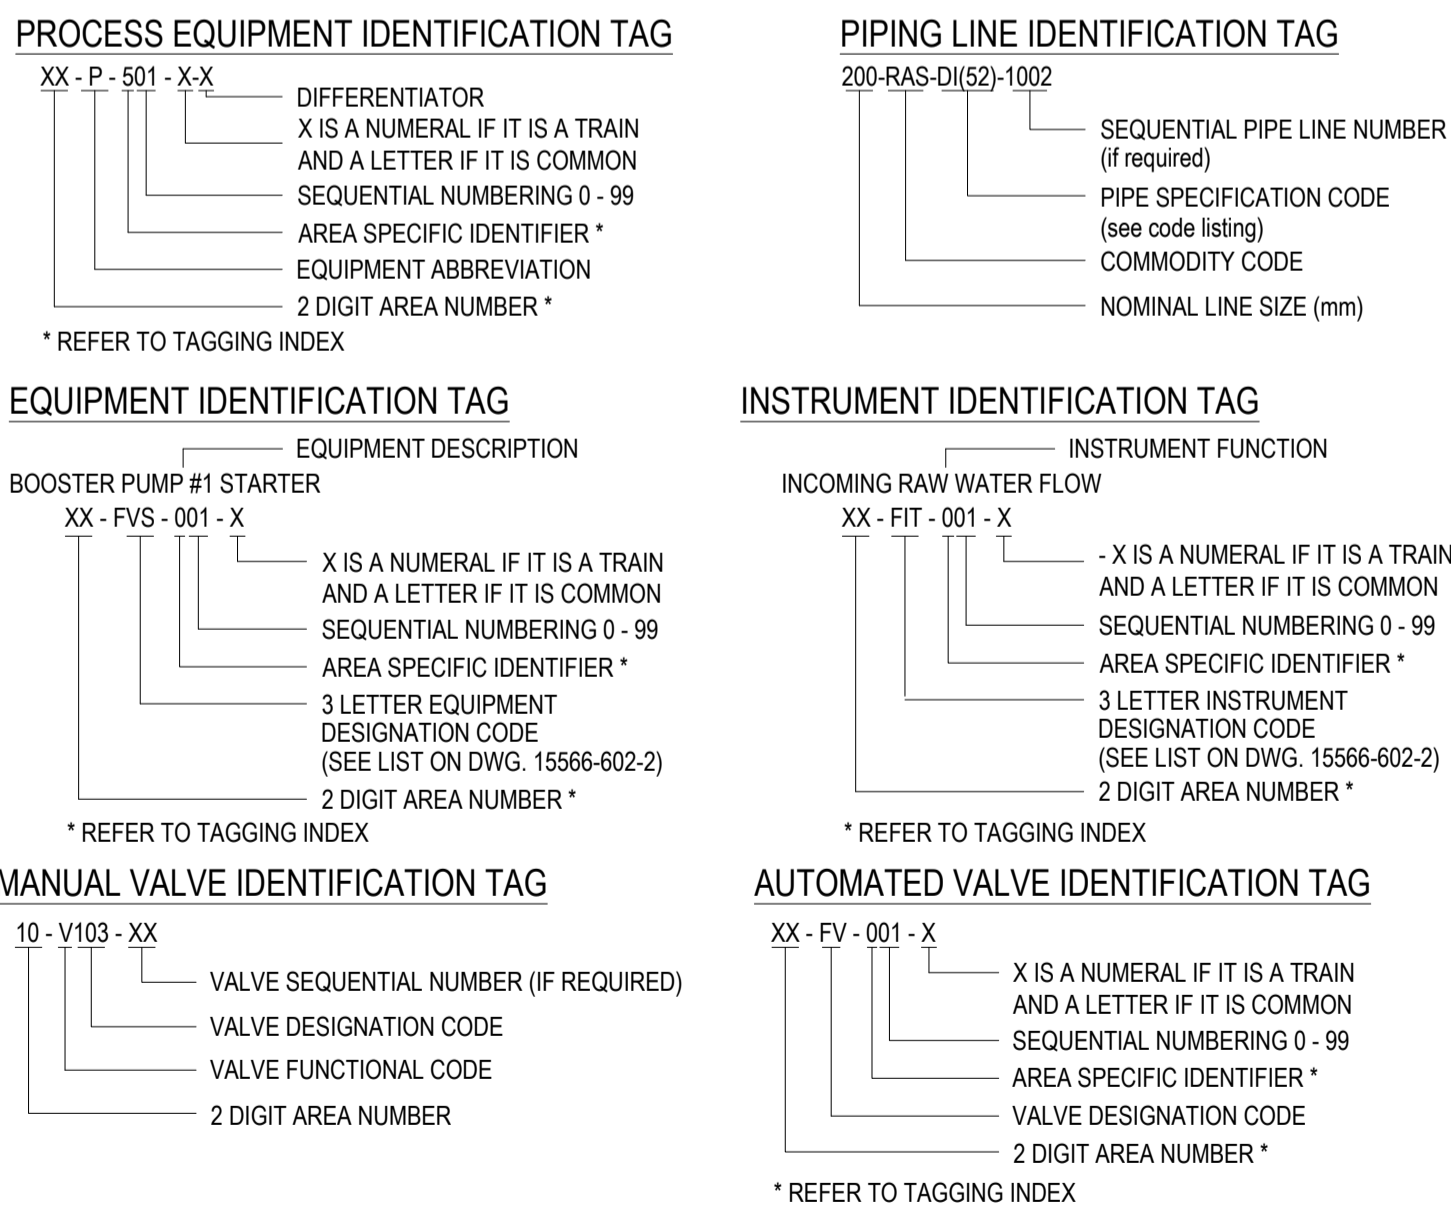 PROCESS EQUIPMENT IDENTIFICATION TAG
XX - P - 501 - X-X
DIFFERENTIATOR
X IS A NUMERAL IF IT IS A TRAIN
AND A LETTER IF IT IS COMMON
SEQUENTIAL NUMBERING 0 - 99
AREA SPECIFIC IDENTIFIER *
EQUIPMENT ABBREVIATION
2 DIGIT AREA NUMBER *
* REFER TO TAGGING INDEX
PIPING LINE IDENTIFICATION TAG
200-RAS-DI(52)-1002
SEQUENTIAL PIPE LINE NUMBER
(if required)
PIPE SPECIFICATION CODE
(see code listing)
COMMODITY CODE
NOMINAL LINE SIZE (mm)
EQUIPMENT IDENTIFICATION TAG
EQUIPMENT DESCRIPTION
BOOSTER PUMP #1 STARTER
XX - FVS - 001 - X
X IS A NUMERAL IF IT IS A TRAIN
AND A LETTER IF IT IS COMMON
SEQUENTIAL NUMBERING 0 - 99
AREA SPECIFIC IDENTIFIER *
3 LETTER EQUIPMENT
DESIGNATION CODE
(SEE LIST ON DWG. 15566-602-2)
2 DIGIT AREA NUMBER *
* REFER TO TAGGING INDEX
INSTRUMENT IDENTIFICATION TAG
INSTRUMENT FUNCTION
INCOMING RAW WATER FLOW
XX - FIT - 001 - X
- X IS A NUMERAL IF IT IS A TRAIN
AND A LETTER IF IT IS COMMON
SEQUENTIAL NUMBERING 0 - 99
AREA SPECIFIC IDENTIFIER *
3 LETTER INSTRUMENT
DESIGNATION CODE
(SEE LIST ON DWG. 15566-602-2)
2 DIGIT AREA NUMBER *
* REFER TO TAGGING INDEX
MANUAL VALVE IDENTIFICATION TAG
10 - V103 - XX
VALVE SEQUENTIAL NUMBER (IF REQUIRED)
VALVE DESIGNATION CODE
VALVE FUNCTIONAL CODE
2 DIGIT AREA NUMBER
AUTOMATED VALVE IDENTIFICATION TAG
XX - FV - 001 - X
X IS A NUMERAL IF IT IS A TRAIN
AND A LETTER IF IT IS COMMON
SEQUENTIAL NUMBERING 0 - 99
AREA SPECIFIC IDENTIFIER *
VALVE DESIGNATION CODE
2 DIGIT AREA NUMBER *
* REFER TO TAGGING INDEX